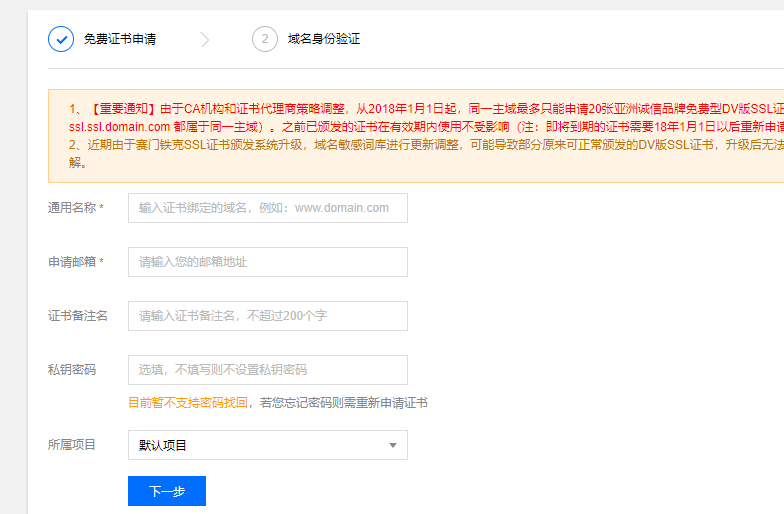 免费证书申请
2 域名身份验证
1、【重要通知】由于CA机构和证书代理商策略调整，从2018年1月1日起，同一主域最多只能申请20张亚洲诚信品牌免费型DV版SSL证
ssl.ssl.domain.com 都属于同一主域）。之前已颁发的证书在有效期内使用不受影响（注：即将到期的证书需要18年1月1日以后重新申请
2、近期由于赛门铁克SSL证书颁发系统升级，域名敏感词库进行更新调整，可能导致部分原来可正常颁发的DV版SSL证书，升级后无法
解。
通用名称 * 输入证书绑定的域名，例如：www.domain.com
申请邮箱 * 请输入您的邮箱地址
证书备注名 请输入证书备注名，不超过200个字
私钥密码 选填，不填写则不设置私钥密码
目前暂不支持密码找回，若您忘记密码则需重新申请证书
所属项目 默认项目
下一步